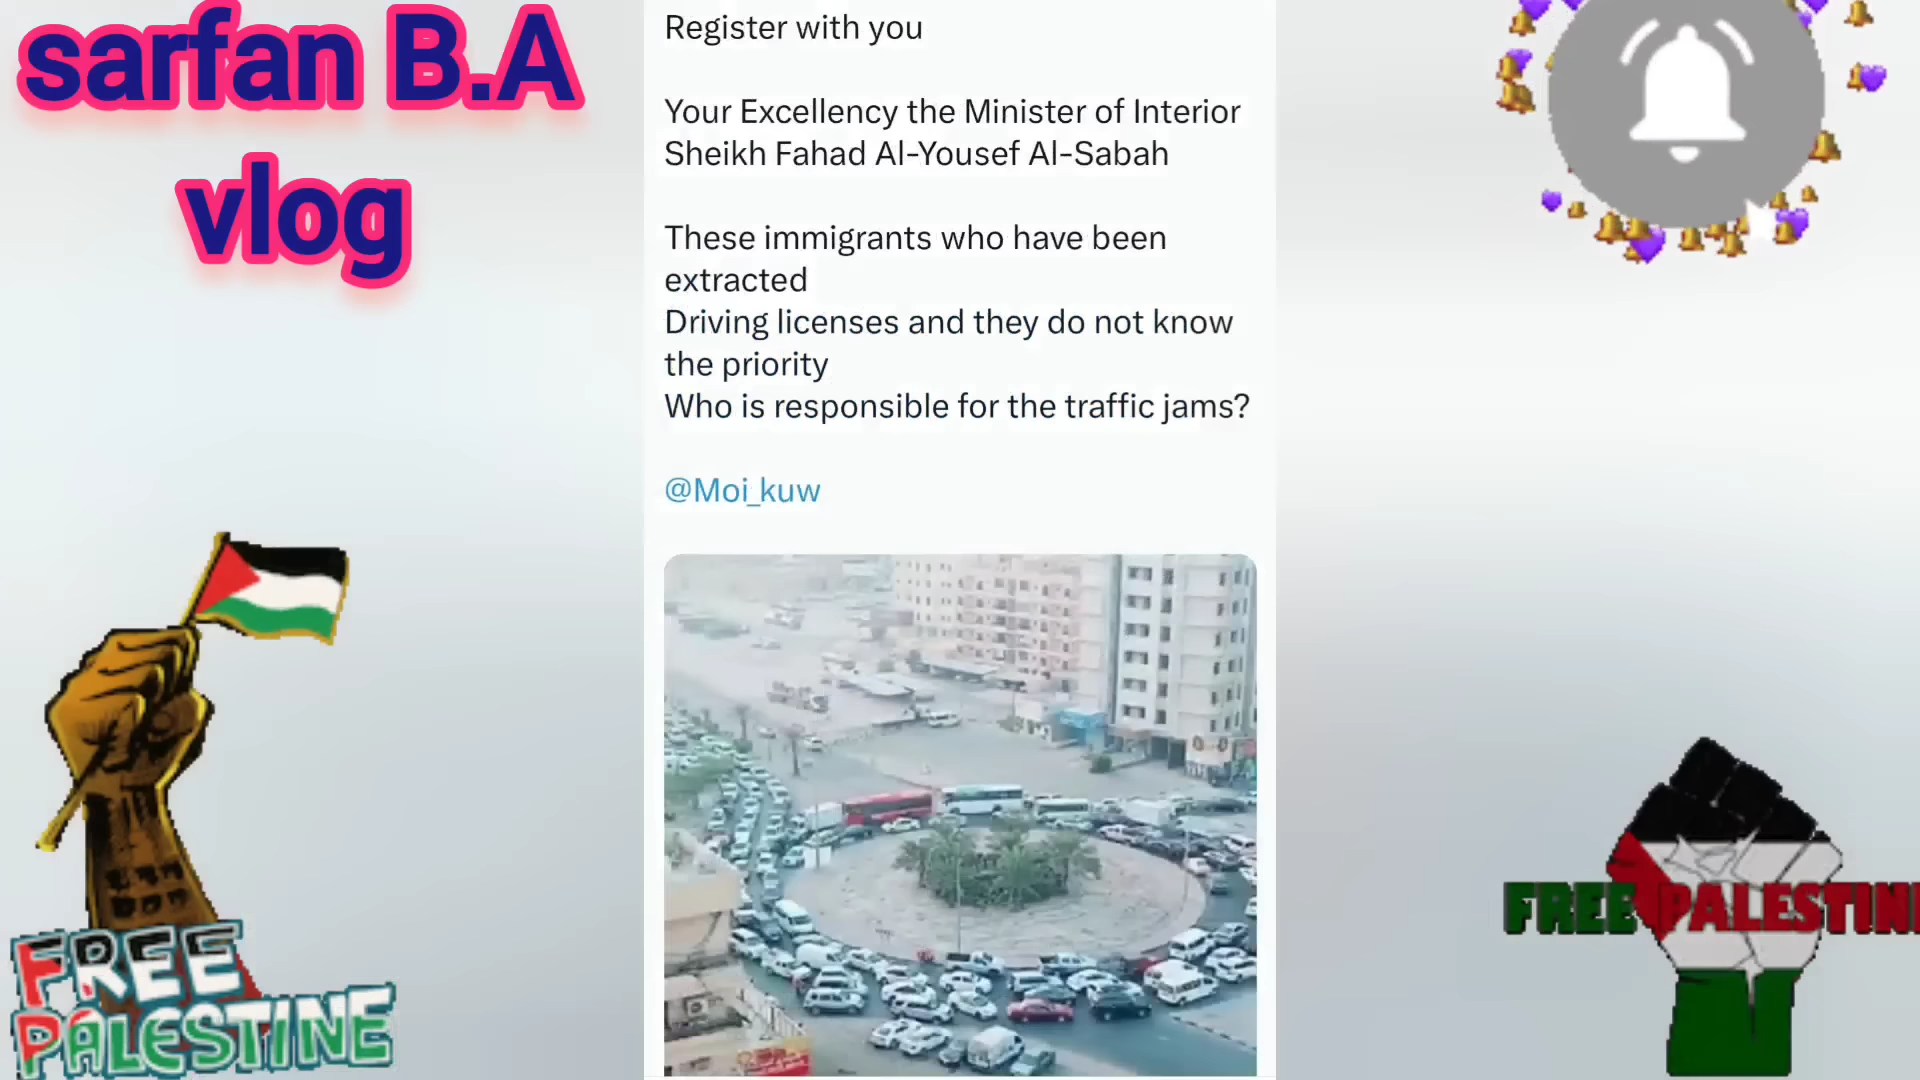 sarfan B.A
vlog
Register with you
Your Excellency the Minister of Interior
Sheikh Fahad Al-Yousef Al-Sabah
These immigrants who have been
extracted
Driving licenses and they do not know
the priority
Who is responsible for the traffic jams?
@Moi_kuw
FREE
PALESTINE
FREE PALESTIN